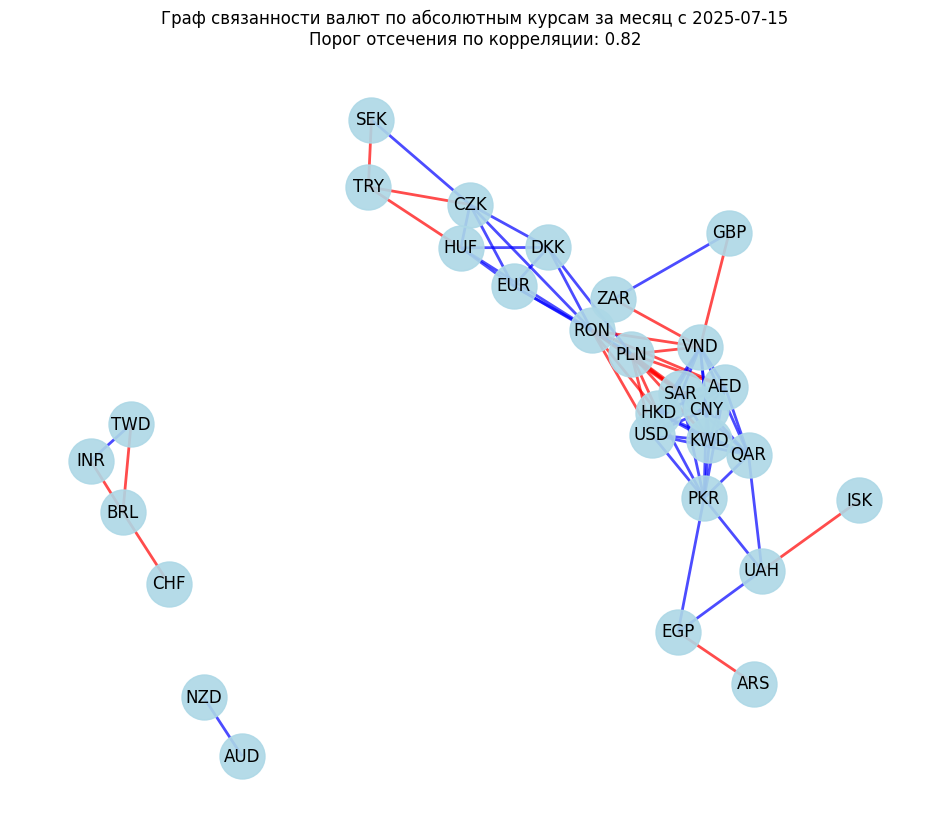 Граф связанности валют по абсолютным курсам за месяц с 2025-07-15
Порог отсечения по корреляции: 0.82
SEK
TRY
CZK
GBP
HUF
DKK
EUR
ZAR
RON
VND
PLN
AED
SAR
CNY
HKD
TWD
USD
KWD
QAR
INR
PKR
ISK
BRL
UAH
CHF
EGP
ARS
NZD
AUD